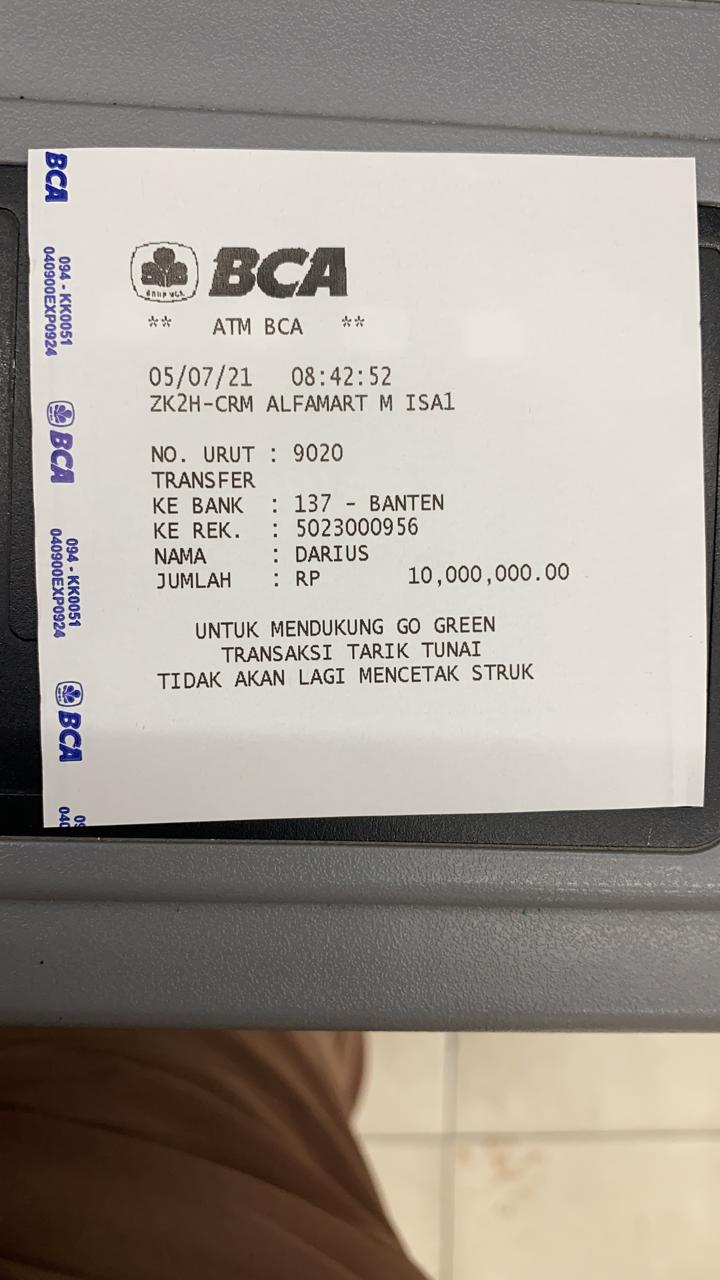 BCA
094 - KK0051
040900EXP0924
BCA
094 - KK0051
040900EXP0924
BCA
BCA
** ATM BCA **
05/07/21 08:42:52
ZK2H-CRM ALFAMART M ISA1
NO. URUT : 9020
TRANSFER
KE BANK : 137 - BANTEN
KE REK. : 5023000956
NAMA : DARIUS
JUMLAH : RP 10,000,000.00
UNTUK MENDUKUNG GO GREEN
TRANSAKSI TARIK TUNAI
TIDAK AKAN LAGI MENCETAK STRUK